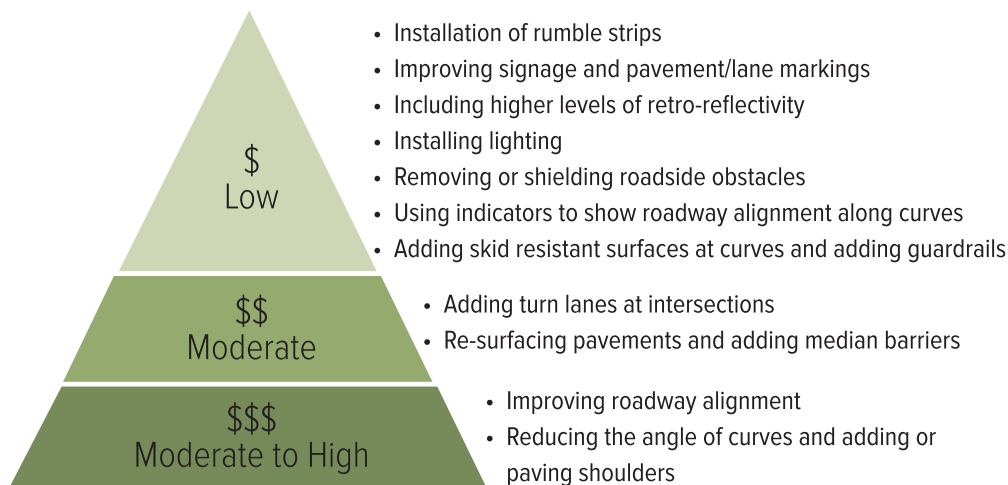 $
Low
• Installation of rumble strips
• Improving signage and pavement/lane markings
• Including higher levels of retro-reflectivity
• Installing lighting
• Removing or shielding roadside obstacles
• Using indicators to show roadway alignment along curves
• Adding skid resistant surfaces at curves and adding guardrails
$$
Moderate
• Adding turn lanes at intersections
• Re-surfacing pavements and adding median barriers
$$$
Moderate to High
• Improving roadway alignment
• Reducing the angle of curves and adding or
paving shoulders